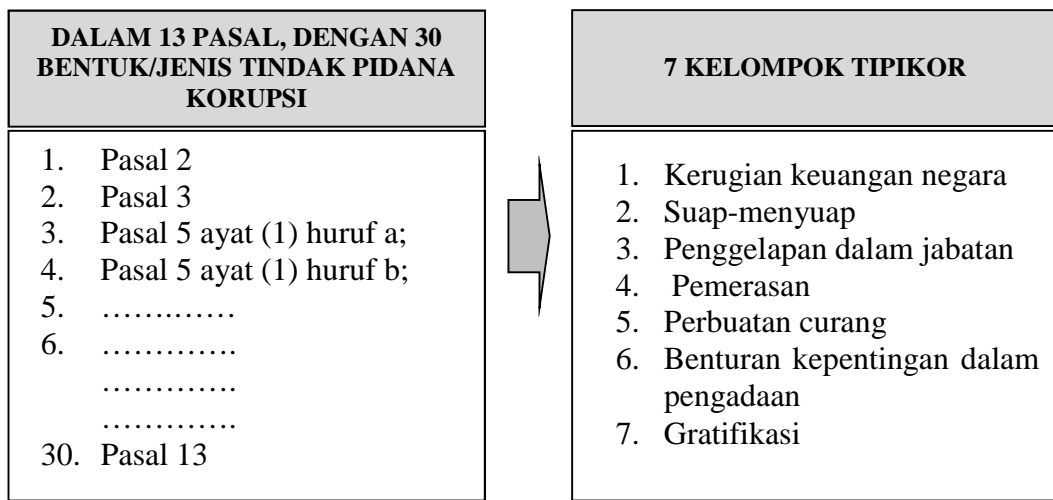 DALAM 13 PASAL, DENGAN 30
BENTUK/JENIS TINDAK PIDANA
KORUPSI
1. Pasal 2
2. Pasal 3
3. Pasal 5 ayat (1) huruf a;
4. Pasal 5 ayat (1) huruf b;
5. ………….
6. ………….
………….
………….
30. Pasal 13
7 KELOMPOK TIPIKOR
1. Kerugian keuangan negara
2. Suap-menyuap
3. Penggelapan dalam jabatan
4. Pemerasan
5. Perbuatan curang
6. Benturan kepentingan dalam
pengadaan
7. Gratifikasi